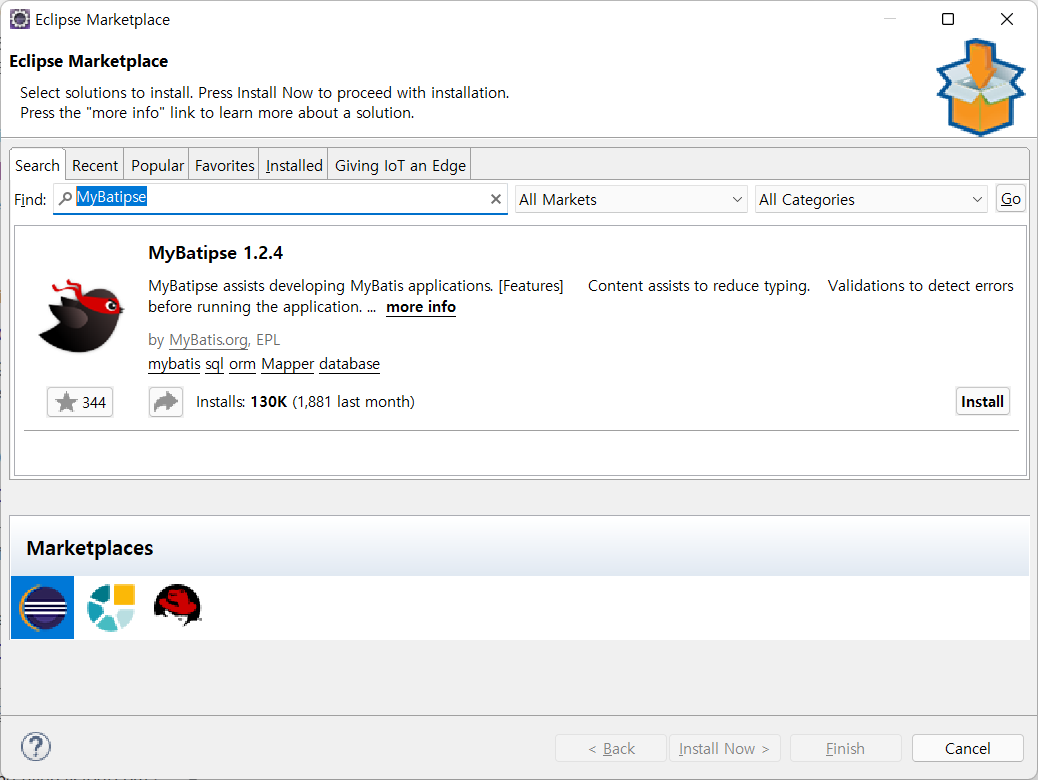 Eclipse Marketplace
Eclipse Marketplace
Select solutions to install. Press Install Now to proceed with installation.
Press the "more info" link to learn more about a solution.
Search Recent Popular Favorites Installed Giving IoT an Edge
Find: MyBatipse All Markets All Categories Go
MyBatipse 1.2.4
MyBatipse assists developing MyBatis applications. [Features] Content assists to reduce typing. Validations to detect errors
before running the application. ... more info
by MyBatis.org, EPL
mybatis sql orm Mapper database
344 Installs: 130K (1,881 last month) Install
Marketplaces
? < Back Install Now > Finish Cancel